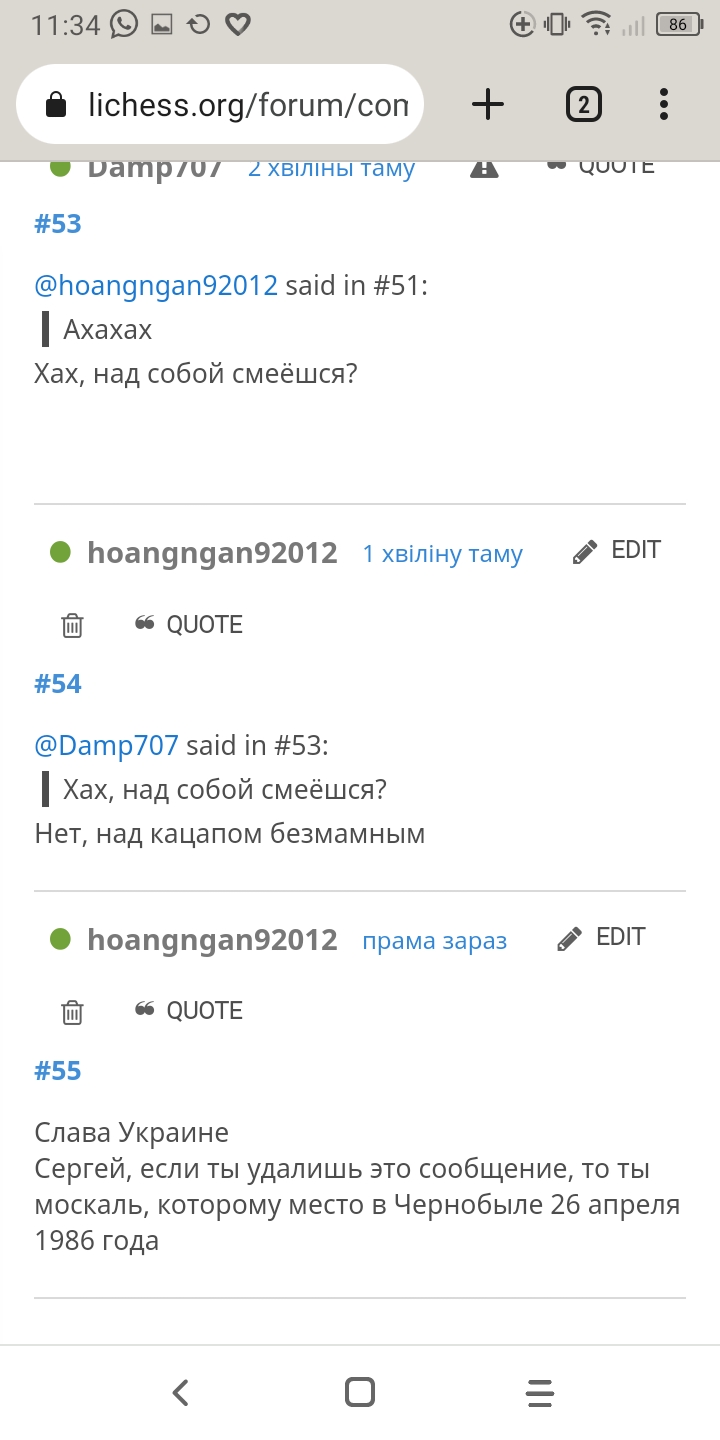 11:34 86
lichess.org/forum/con 2
Damp707 2 хвіліны таму QUOTE
#53
@hoangngan92012 said in #51:
Ахахах
Хах, над собой смеёшся?
hoangngan92012 1 хвіліну таму EDIT
QUOTE
#54
@Damp707 said in #53:
Хах, над собой смеёшся?
Нет, над кацапом безмамным
hoangngan92012 прама зараз EDIT
QUOTE
#55
Слава Украине
Сергей, если ты удалишь это сообщение, то ты
москаль, которому место в Чернобыле 26 апреля
1986 года